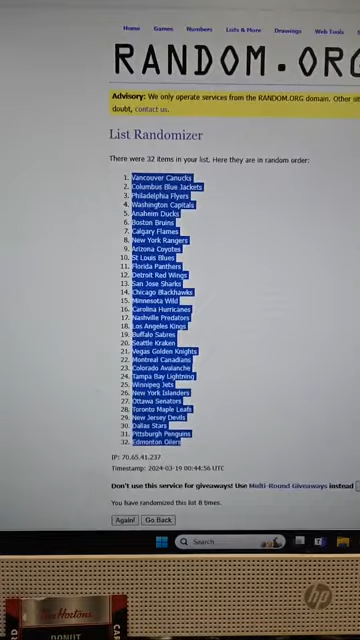 Home Games Numbers Lists & More Drawings Web Tools
RANDOM.ORG
Advisory: We only operate services from the RANDOM.ORG domain. Other
doubt, contact us.
List Randomizer
There were 32 items in your list. Here they are in random order:
1. Vancouver Canucks
2. Columbus Blue Jackets
3. Philadelphia Flyers
4. Washington Capitals
5. Anaheim Ducks
6. Boston Bruins
7. Calgary Flames
8. New York Rangers
9. Arizona Coyotes
10. St Louis Blues
11. Florida Panthers
12. Detroit Red Wings
13. San Jose Sharks
14. Chicago Blackhawks
15. Minnesota Wild
16. Carolina Hurricanes
17. Nashville Predators
18. Los Angeles Kings
19. Buffalo Sabres
20. Seattle Kraken
21. Vegas Golden Knights
22. Montreal Canadians
23. Colorado Avalanche
24. Tampa Bay Lightning
25. Winnipeg Jets
26. New York Islanders
27. Ottawa Senators
28. Toronto Maple Leafs
29. New Jersey Devils
30. Dallas Stars
31. Pittsburgh Penguins
32. Edmonton Oilers
IP: 70.65.41.237
Timestamp: 2024-03-19 00:44:56 UTC
Don't use this service for giveaways! Use Multi-Round Giveaways instead
You have randomized this list 8 times.
Again! Go Back
Search
hp
Tim Hortons
DONUT